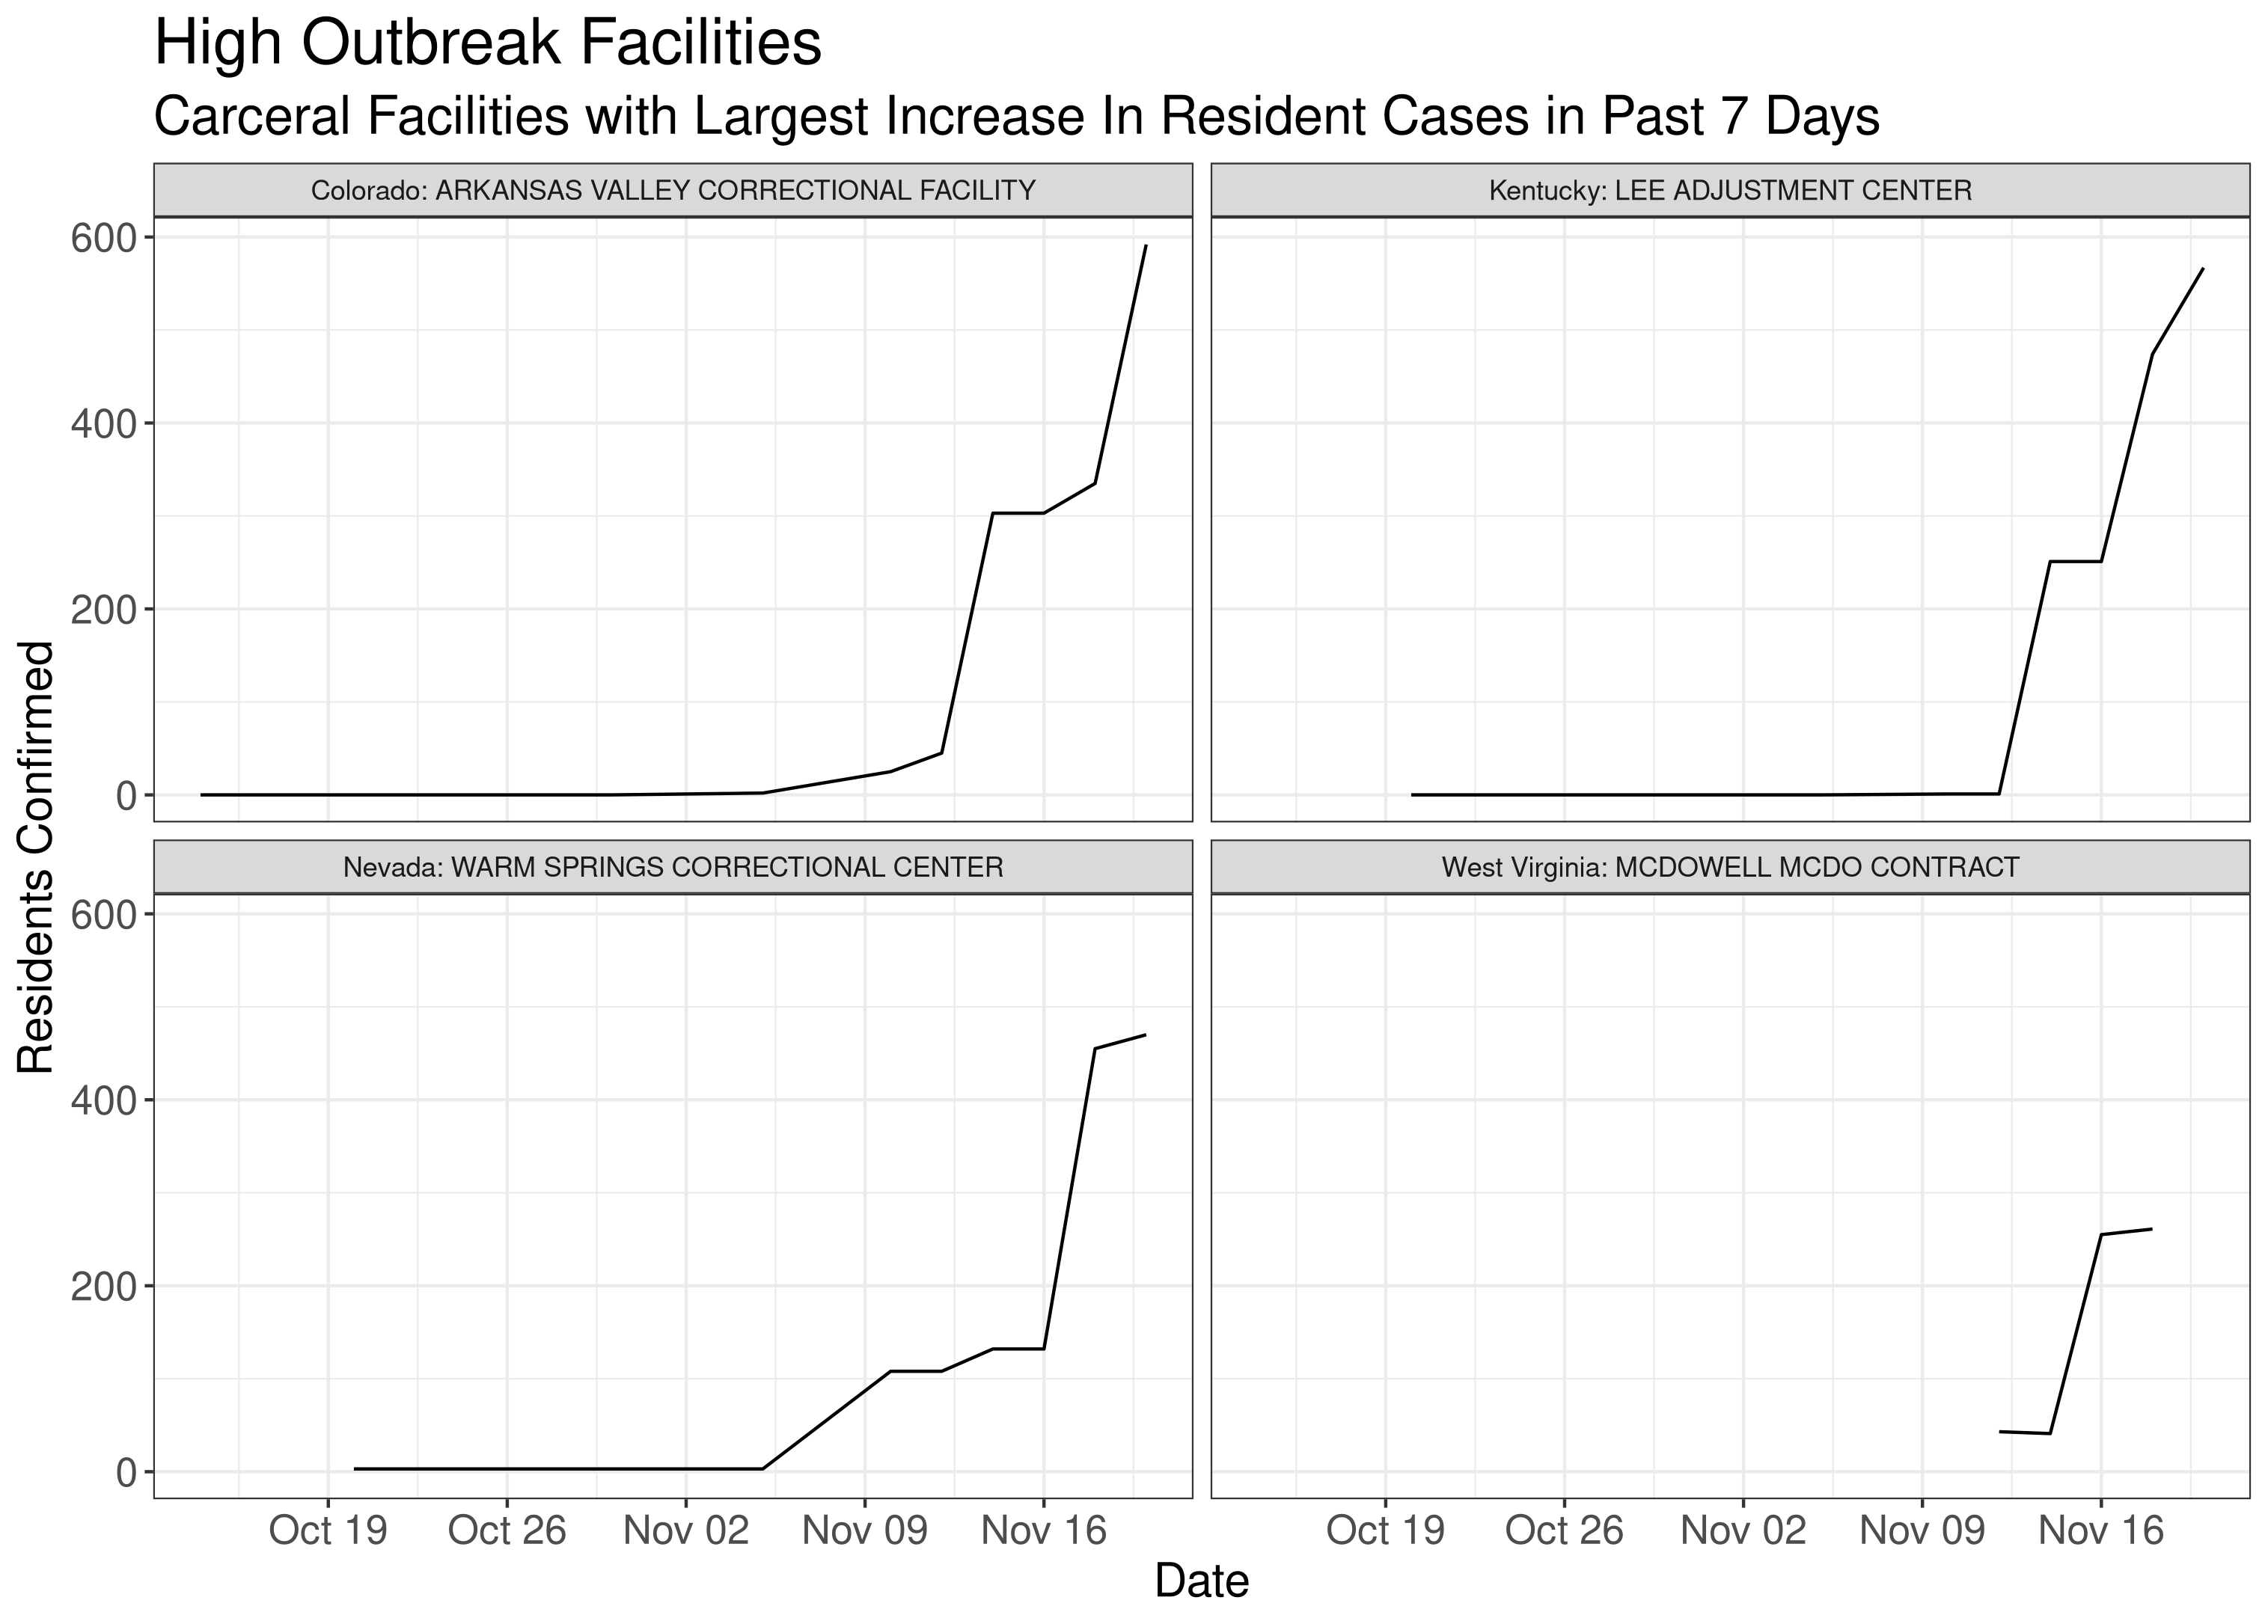 High Outbreak Facilities
Carceral Facilities with Largest Increase In Resident Cases in Past 7 Days
Colorado: ARKANSAS VALLEY CORRECTIONAL FACILITY
Kentucky: LEE ADJUSTMENT CENTER
600
400
200
0
Nevada: WARM SPRINGS CORRECTIONAL CENTER
West Virginia: MCDOWELL MCDO CONTRACT
600
400
200
0
Residents Confirmed
Oct 19 Oct 26 Nov 02 Nov 09 Nov 16
Oct 19 Oct 26 Nov 02 Nov 09 Nov 16
Date